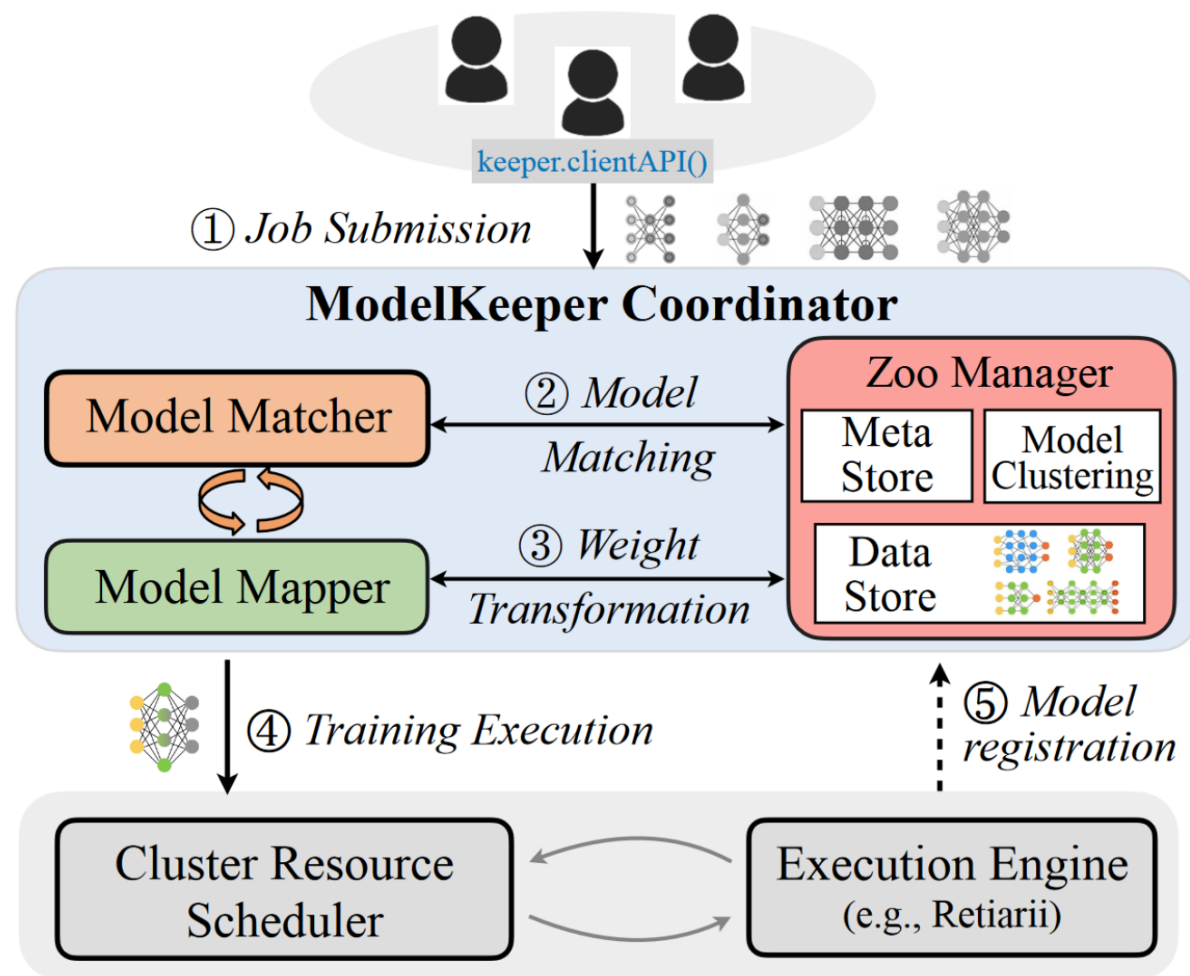 keeper.clientAPI()
① Job Submission
ModelKeeper Coordinator
Model Matcher
② Model
Matching
Zoo Manager
Meta
Store
Model
Clustering
Model Mapper
③ Weight
Transformation
Data
Store
④ Training Execution
⑤ Model
registration
Cluster Resource
Scheduler
Execution Engine
(e.g., Retiarii)